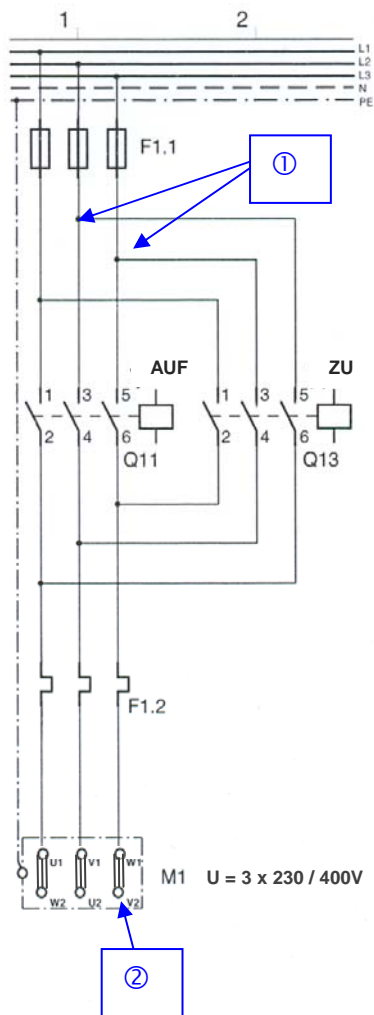 1 2
L1
L2
L3
N
PE
F1.1
①
AUF ZU
1 3 5 1 3 5
2 4 6 2 4 6
Q11 Q13
F1.2
U1 V1 W1
M1 U = 3 x 230 / 400V
W2 U2 V2
②